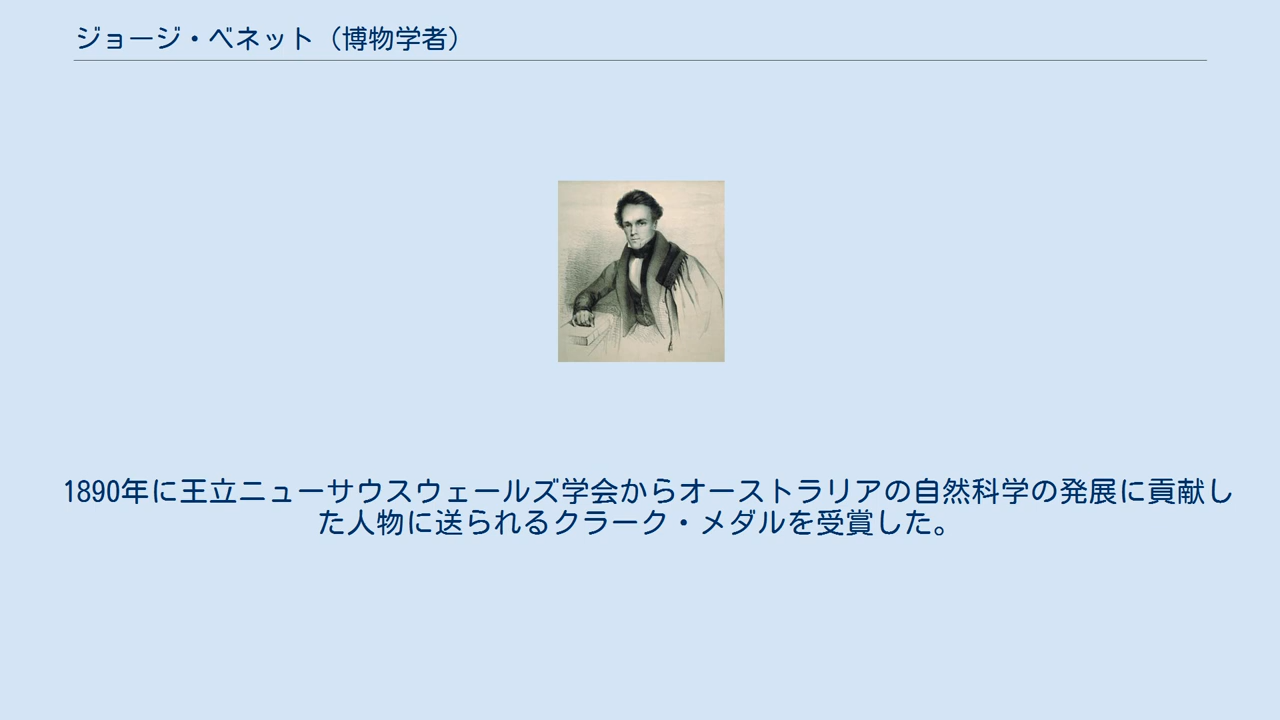 ジョージ・ベネット（博物学者）
1890年に王立ニューサウスウェールズ学会からオーストラリアの自然科学の発展に貢献し
た人物に送られるクラーク・メダルを受賞した。